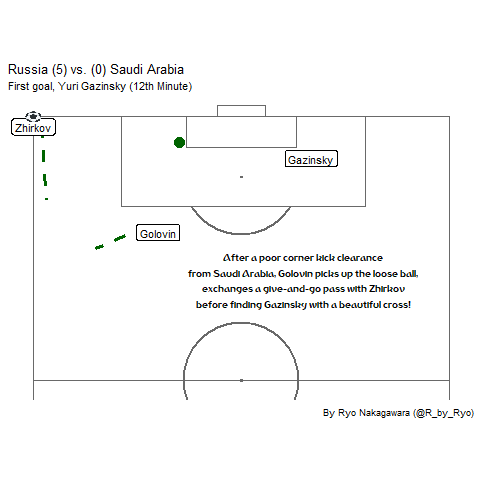 Russia (5) vs. (0) Saudi Arabia
First goal, Yuri Gazinsky (12th Minute)
Zhirkov
Gazinsky
Golovin
After a poor corner kick clearance
from Saudi Arabia, Golovin picks up the loose ball,
exchanges a give-and-go pass with Zhirkov
before finding Gazinsky with a beautiful cross!
By Ryo Nakagawara (@R_by_Ryo)